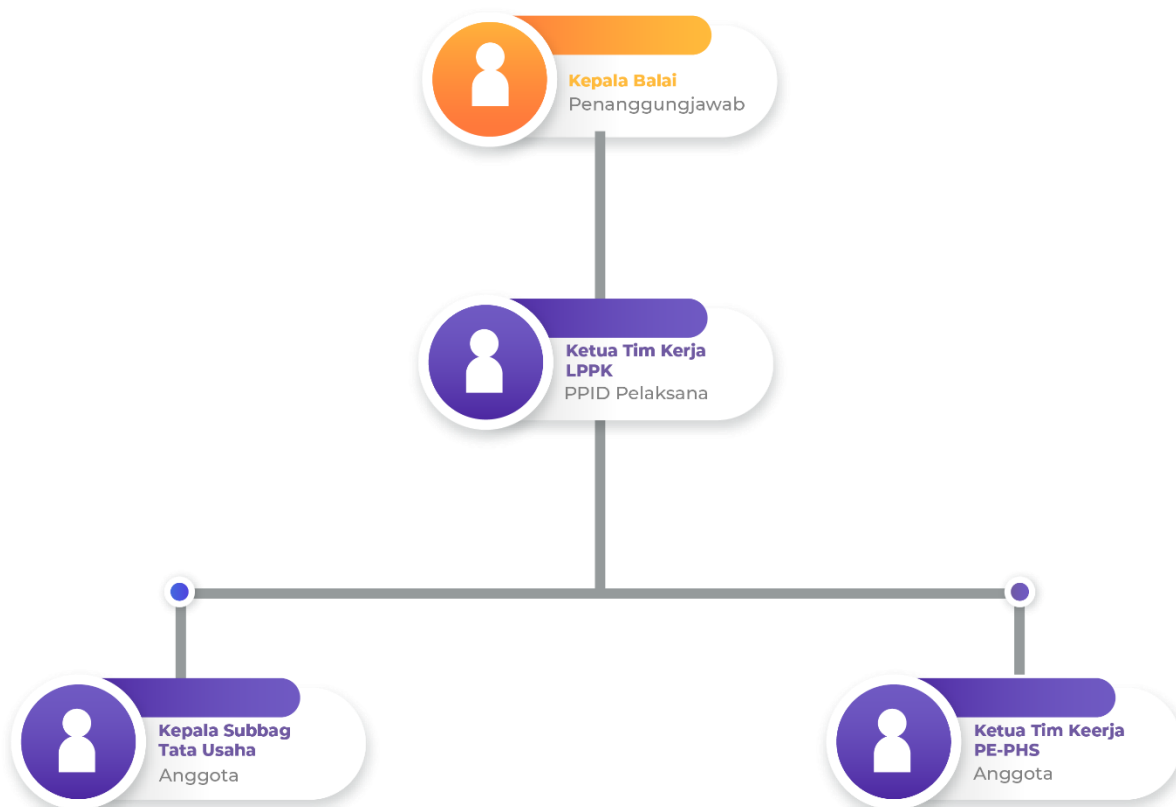 Kepala Balai
Penanggungjawab
Ketua Tim Kerja
LPPK
PPID Pelaksana
Kepala Subbag
Tata Usaha
Anggota
Ketua Tim Keerja
PE-PHS
Anggota